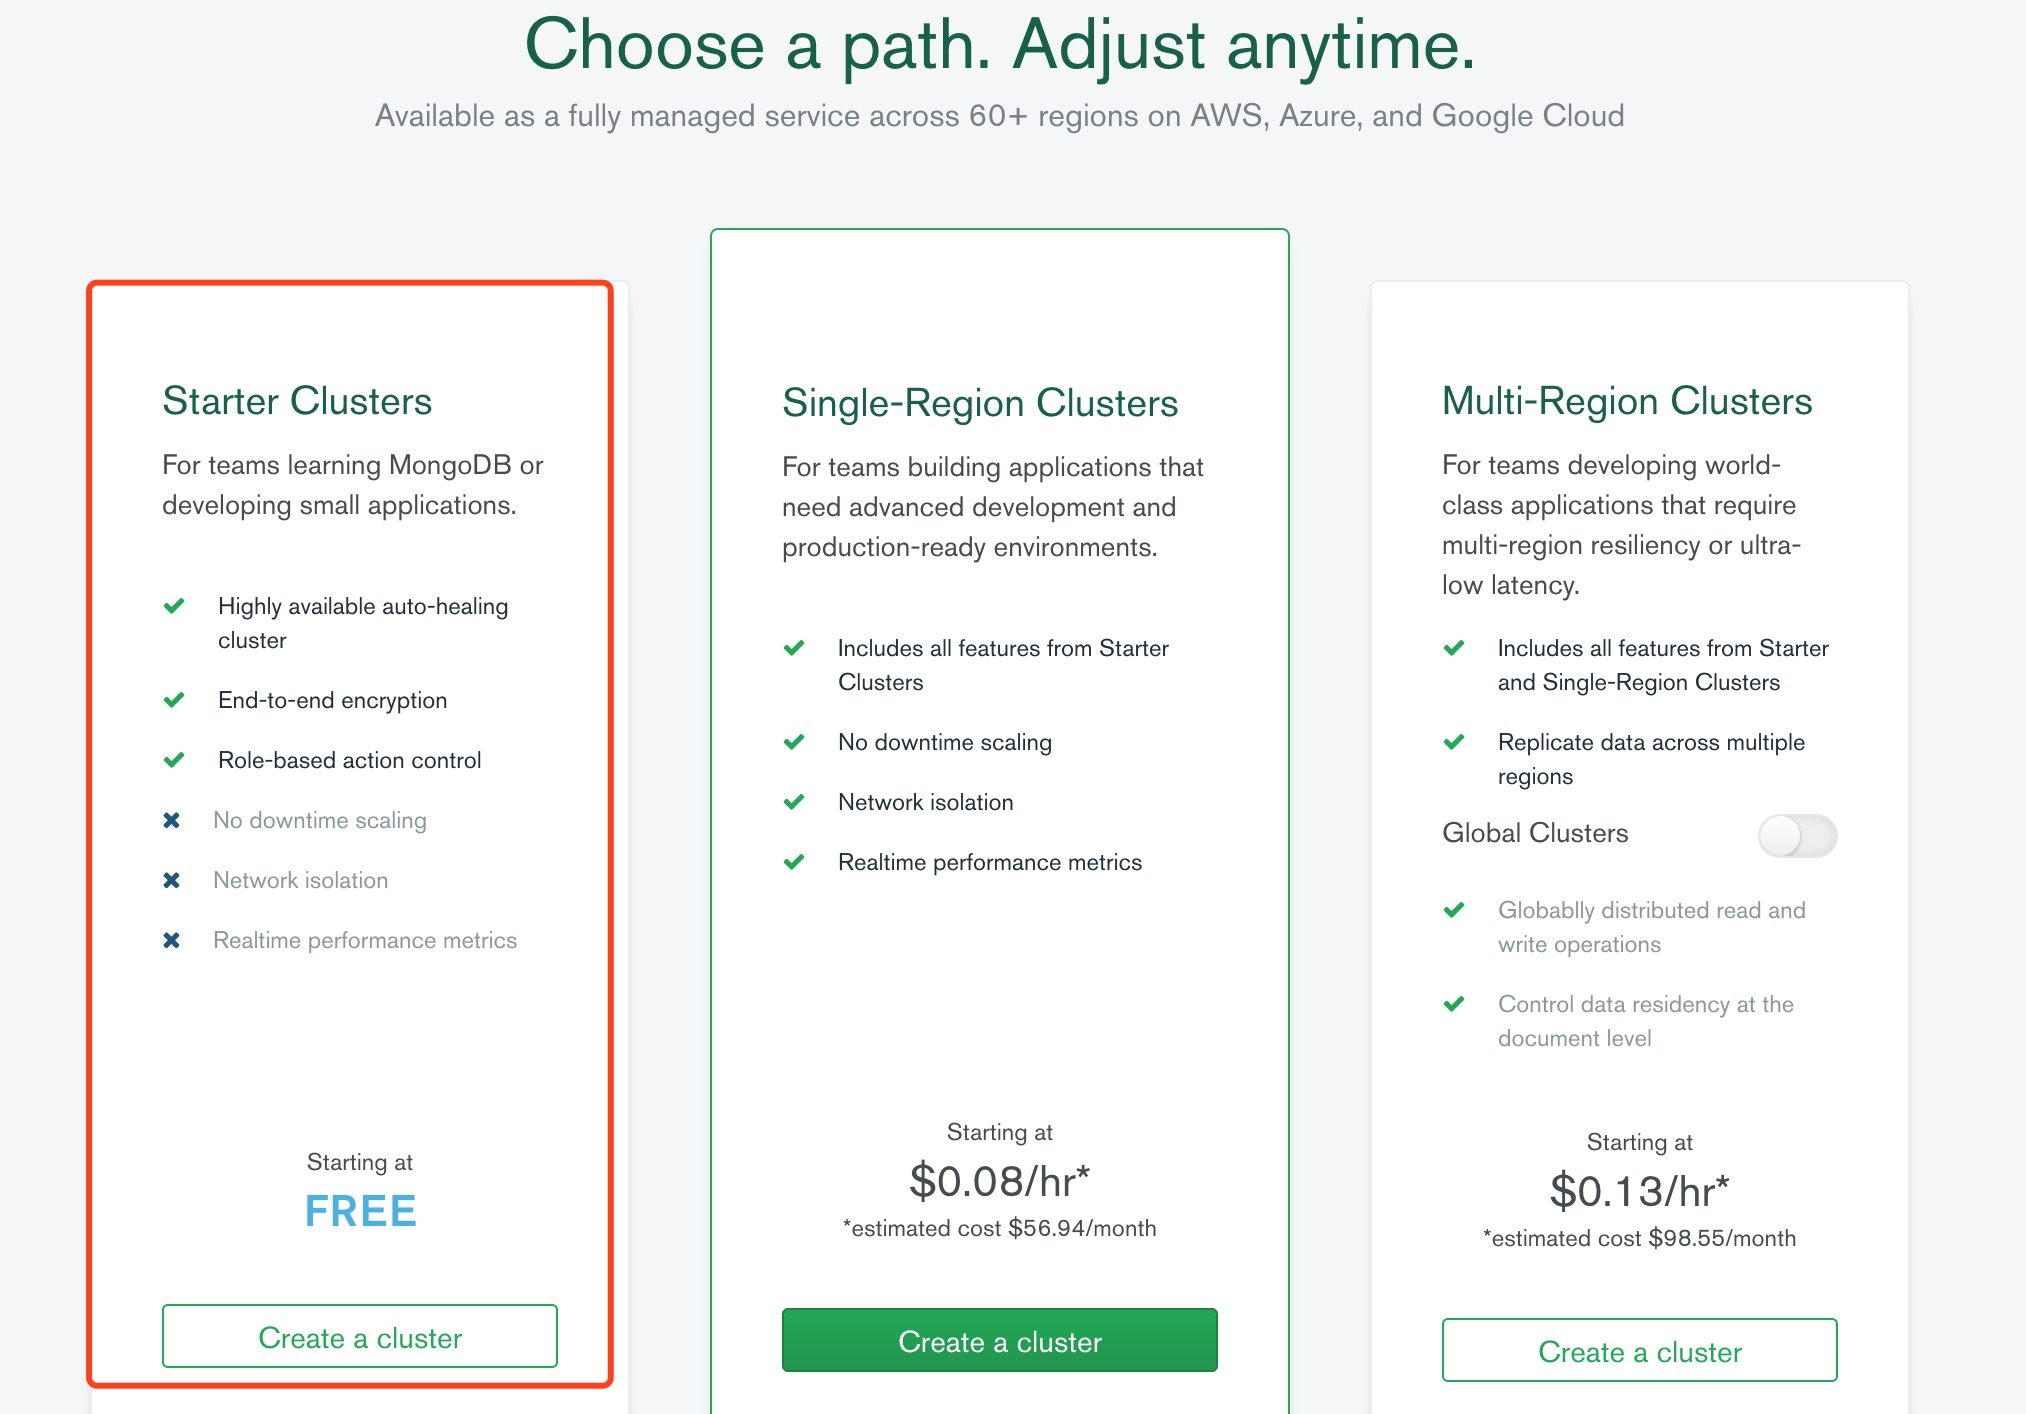 Choose a path. Adjust anytime.
Available as a fully managed service across 60+ regions on AWS, Azure, and Google Cloud
Starter Clusters
For teams learning MongoDB or
developing small applications.
Highly available auto-healing
cluster
End-to-end encryption
Role-based action control
No downtime scaling
Network isolation
Realtime performance metrics
Starting at
FREE
Create a cluster
Single-Region Clusters
For teams building applications that
need advanced development and
production-ready environments.
Includes all features from Starter
Clusters
No downtime scaling
Network isolation
Realtime performance metrics
Starting at
$0.08/hr*
*estimated cost $56.94/month
Create a cluster
Multi-Region Clusters
For teams developing world-
class applications that require
multi-region resiliency or ultra-
low latency.
Includes all features from Starter
and Single-Region Clusters
Replicate data across multiple
regions
Global Clusters
Globablly distributed read and
write operations
Control data residency at the
document level
Starting at
$0.13/hr*
*estimated cost $98.55/month
Create a cluster